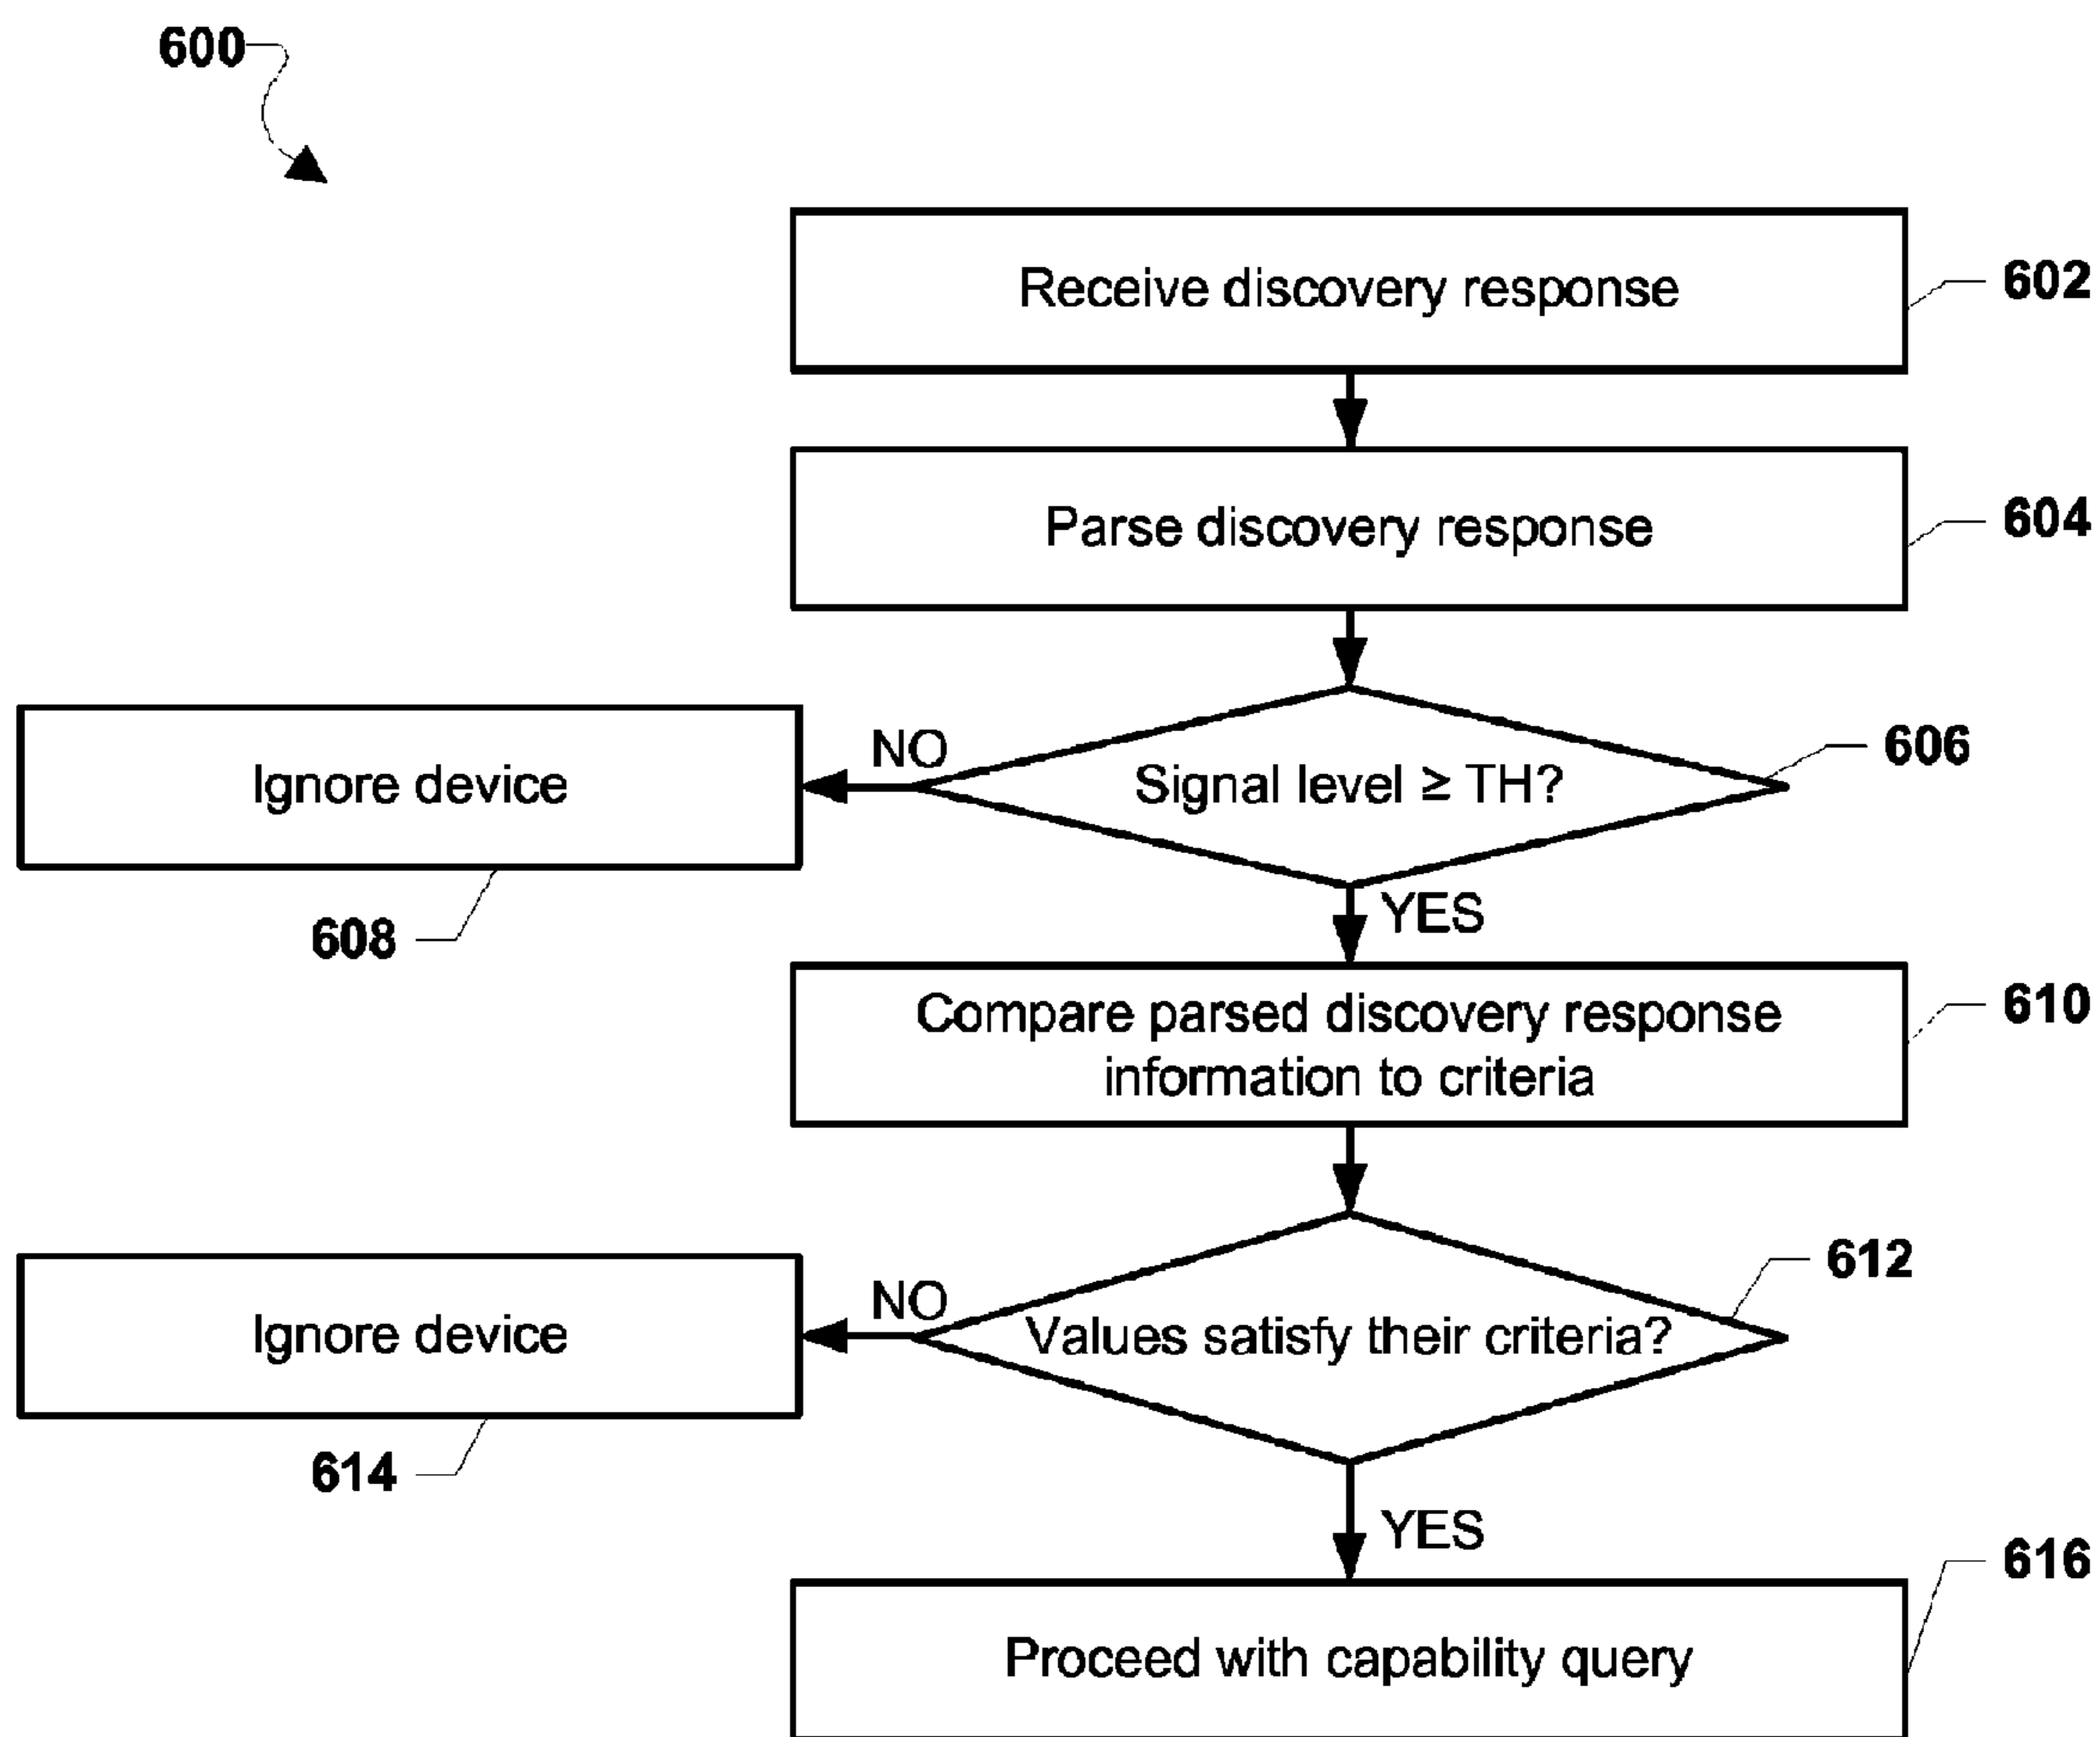 600
Receive discovery response
602
Parse discovery response
604
Signal level ≥ TH?
606
NO
Ignore device
608
YES
Compare parsed discovery response
information to criteria
610
Values satisfy their criteria?
612
NO
Ignore device
614
YES
Proceed with capability query
616